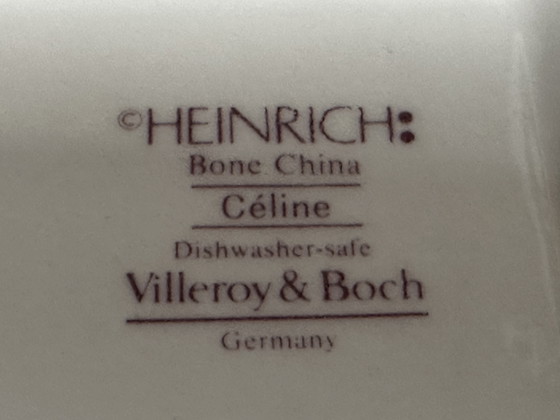 ©HEINRICH:
Bone China
Céline
Dishwasher-safe
Villeroy & Boch
Germany